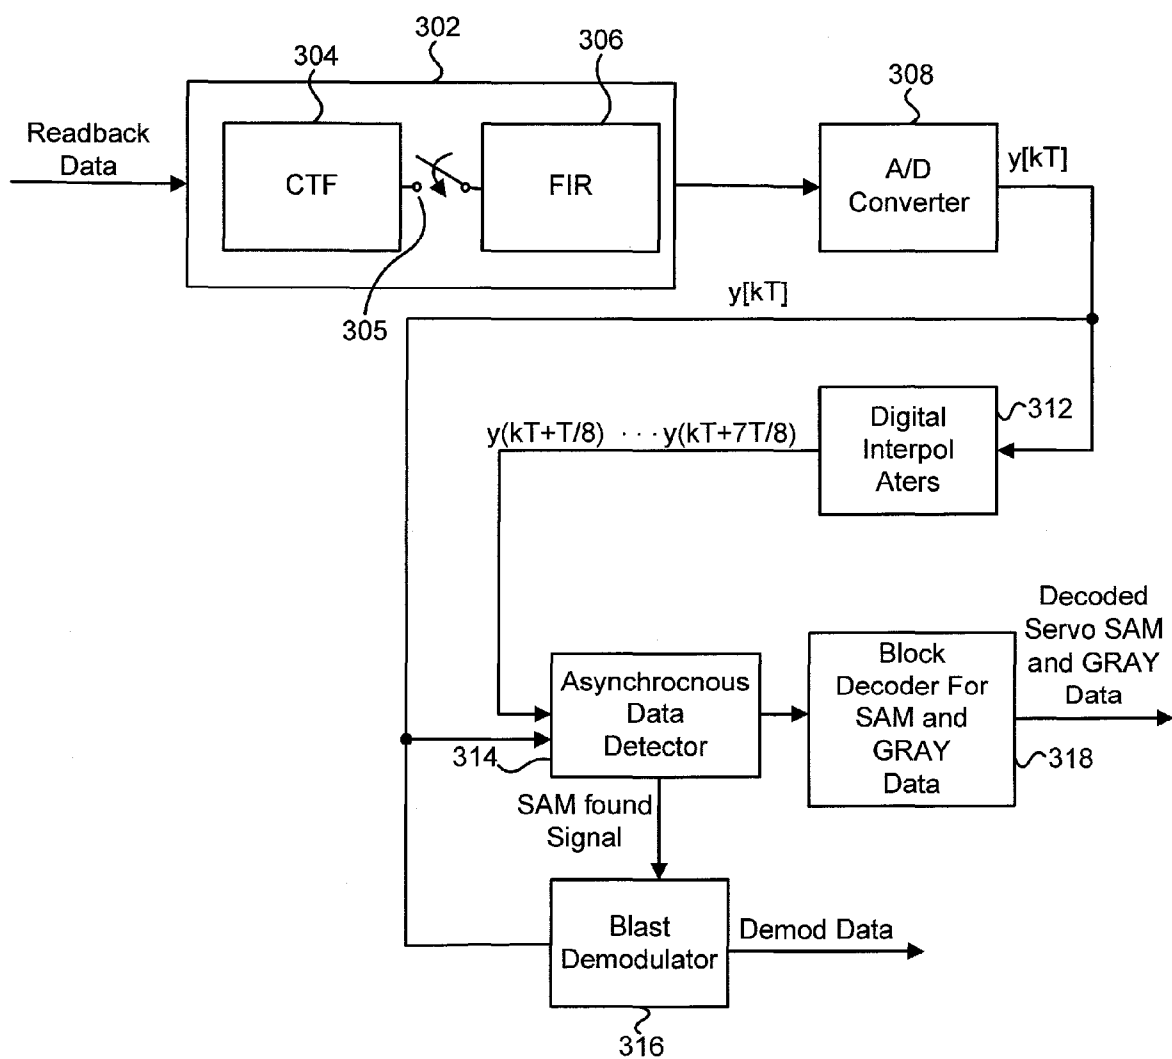 302
304
306
308
Readback
Data
CTF
FIR
A/D
Converter
y[kT]
305
y[kT]
312
Digital
Interpol
Aters
y(kT+T/8) · · · y(kT+7T/8)
Decoded
Servo SAM
and GRAY
Data
Asynchrocnous
Data
Detector
Block
Decoder For
SAM and
GRAY
Data
314
318
SAM found
Signal
Blast
Demodulator
Demod Data
316